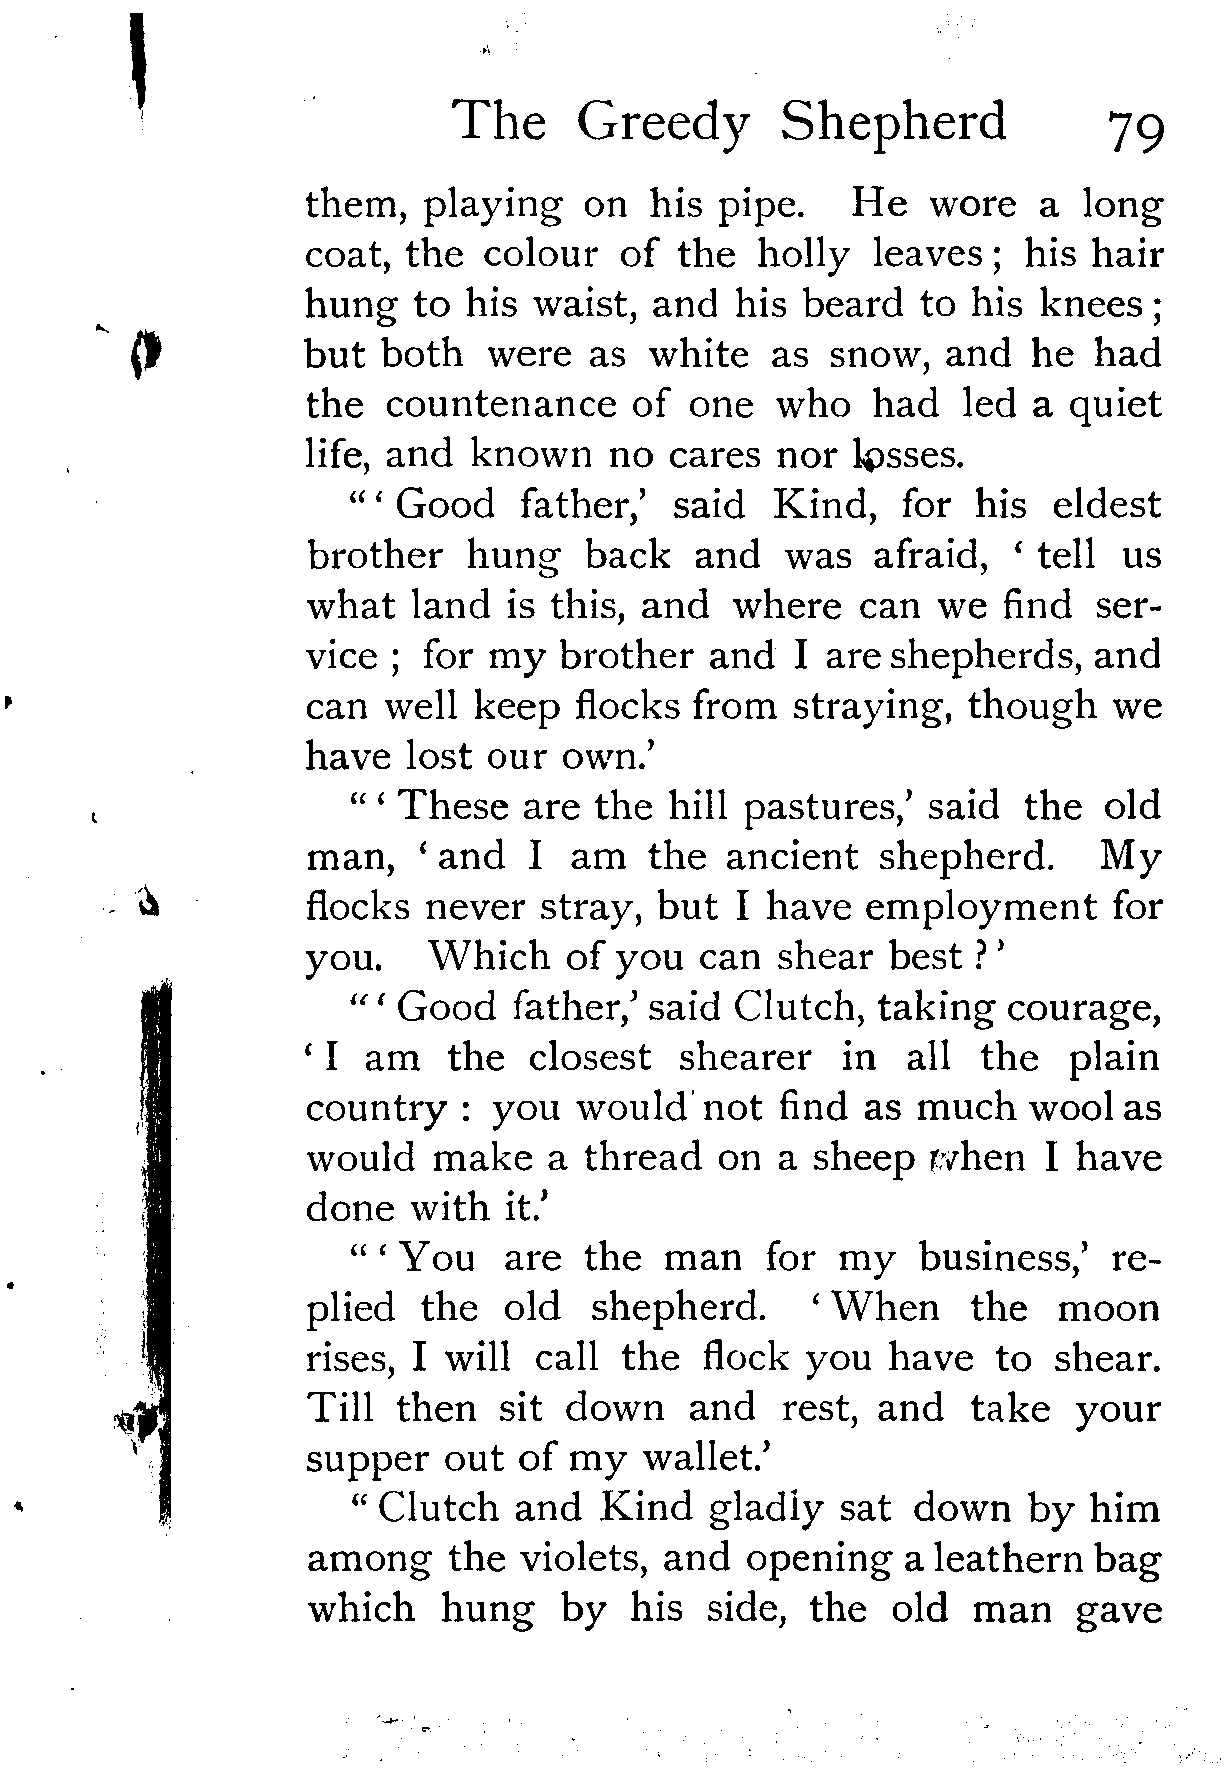 The Greedy Shepherd 79
them, playing on his pipe. He wore a long
coat, the colour of the holly leaves; his hair
hung to his waist, and his beard to his knees;
but both were as white as snow, and he had
the countenance of one who had led a quiet
life, and known no cares nor losses.
"'Good father,' said Kind, for his eldest
brother hung back and was afraid, 'tell us
what land is this, and where can we find ser-
vice; for my brother and I are shepherds, and
can well keep flocks from straying, though we
have lost our own.'
"'These are the hill pastures,' said the old
man, 'and I am the ancient shepherd. My
flocks never stray, but I have employment for
you. Which of you can shear best?'
"'Good father,' said Clutch, taking courage,
'I am the closest shearer in all the plain
country: you would not find as much wool as
would make a thread on a sheep when I have
done with it.'
"'You are the man for my business,' re-
plied the old shepherd. 'When the moon
rises, I will call the flock you have to shear.
Till then sit down and rest, and take your
supper out of my wallet.'
"Clutch and Kind gladly sat down by him
among the violets, and opening a leathern bag
which hung by his side, the old man gave